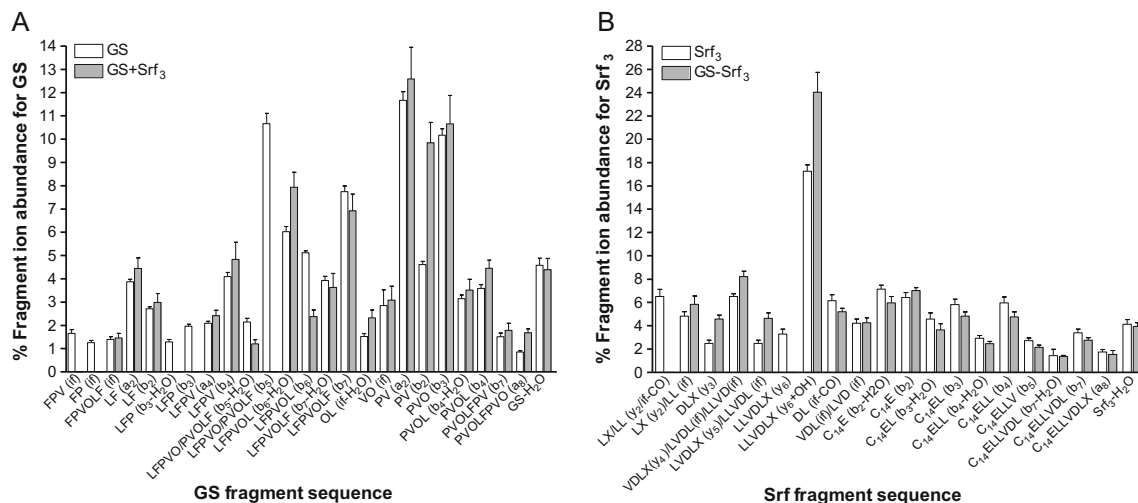 A
% Fragment ion abundance for GS
14
13
12
11
10
9
8
7
6
5
4
3
2
1
0
GS
GS+Srf₃
FPV (if)
FP (if)
FPVOLF (if)
LF (a₂)
LF (b₂)
LFP (b₃-H₂O)
LFP (b₃)
LFPV (a₄)
LFPV (b₄)
LFPVO/PVOLF (b₅-H₂O)
LFPVO/PVOLF (b₅)
LFPVOL (b₆-H₂O)
LFPVOL (b₆)
LFPVOLF (b₇-H₂O)
LFPVOLF (b₇)
OL (if-H₂O)
VO (if)
PV (a₂)
PV (b₂)
PVO (b₃)
PVOL (b₃-H₂O)
PVOL (b₄)
PVOLFPV (b₇)
PVOLFPVO (a₈)
GS-H₂O
GS fragment sequence
B
% Fragment ion abundance for Srf₃
28
26
24
22
20
18
16
14
12
10
8
6
4
2
0
Srf₃
GS-Srf₃
LX/LL (y₂/if-CO)
LX (y₂)/LL (if)
DLX (y₃)
VDLX(y₄)/LVDL(if)/LLVD(if)
LVDLX (y₅)/LLVDL (if)
LLVDLX (y₆)
LLVDLX (y₆+OH)
DL (if-CO)
VDL(if)/LVD (if)
C₁₄E (b₂-H2O)
C₁₄E (b₂)
C₁₄EL (b₃-H₂O)
C₁₄EL (b₃)
C₁₄ELL (b₄-H₂O)
C₁₄ELL (b₄)
C₁₄ELLV (b₅)
C₁₄ELLVDL (b₇-H₂O)
C₁₄ELLVDL (b₇)
C₁₄ELLVDLX (a₈)
Srf₃-H₂O
Srf fragment sequence